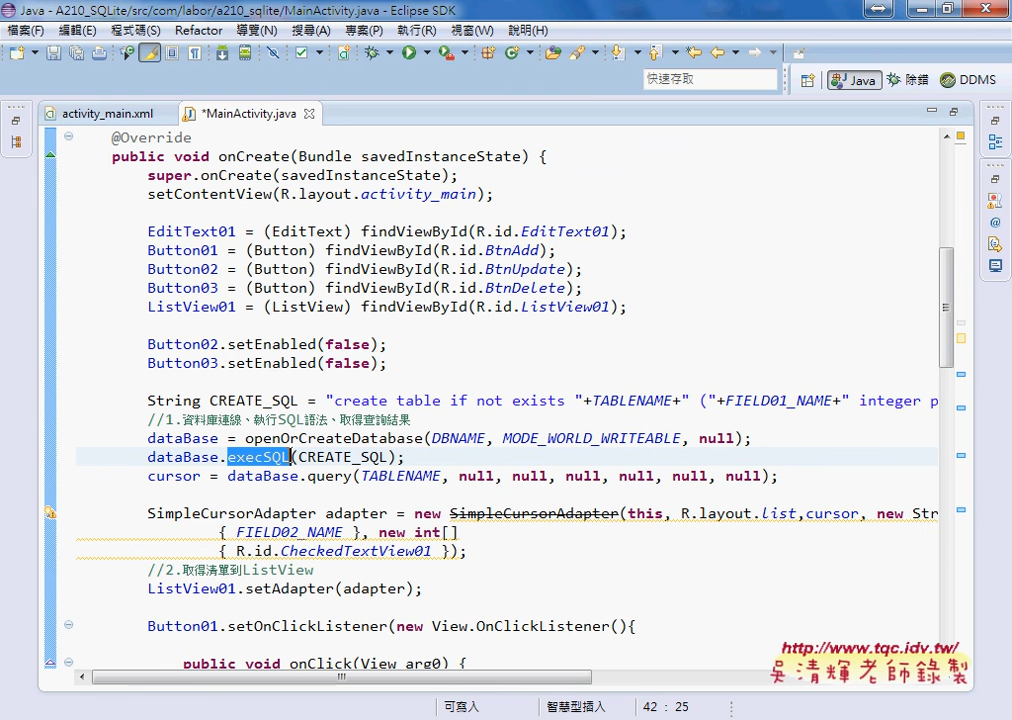 Java - A210_SQLite/src/com/labor/a210_sqlite/MainActivity.java - Eclipse SDK
檔案(F) 編輯(E) 程式碼(S) Refactor 導覽(N) 搜尋(A) 專案(P) 執行(R) 視窗(W) 說明(H)
快速存取 Java 除錯 DDMS
activity_main.xml *MainActivity.java
@Override
public void onCreate(Bundle savedInstanceState) {
super.onCreate(savedInstanceState);
setContentView(R.layout.activity_main);
EditText01 = (EditText) findViewById(R.id.EditText01);
Button01 = (Button) findViewById(R.id.BtnAdd);
Button02 = (Button) findViewById(R.id.BtnUpdate);
Button03 = (Button) findViewById(R.id.BtnDelete);
ListView01 = (ListView) findViewById(R.id.ListView01);
Button02.setEnabled(false);
Button03.setEnabled(false);
String CREATE_SQL = "create table if not exists "+TABLENAME+" ("+FIELD01_NAME+" integer p
//1.資料庫連線、執行SQL語法、取得查詢結果
dataBase = openOrCreateDatabase(DBNAME, MODE_WORLD_WRITEABLE, null);
dataBase.execSQL(CREATE_SQL);
cursor = dataBase.query(TABLENAME, null, null, null, null, null, null);
SimpleCursorAdapter adapter = new SimpleCursorAdapter(this, R.layout.list,cursor, new Str
{ FIELD02_NAME }, new int[]
{ R.id.CheckedTextView01 });
//2.取得清單到ListView
ListView01.setAdapter(adapter);
Button01.setOnClickListener(new View.OnClickListener(){
public void onClick(View arg0) {
http://www.tqc.idv.tw/
吳清輝老師錄製
可寫入 智慧型插入 42 : 25